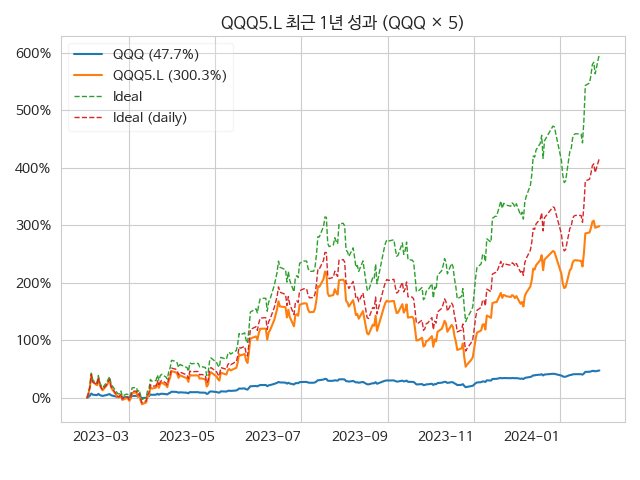 QQQ5.L 최근 1년 성과 (QQQ × 5)
QQQ (47.7%)
QQQ5.L (300.3%)
Ideal
Ideal (daily)
600%
500%
400%
300%
200%
100%
0%
2023−03 2023−05 2023−07 2023−09 2023−11 2024−01